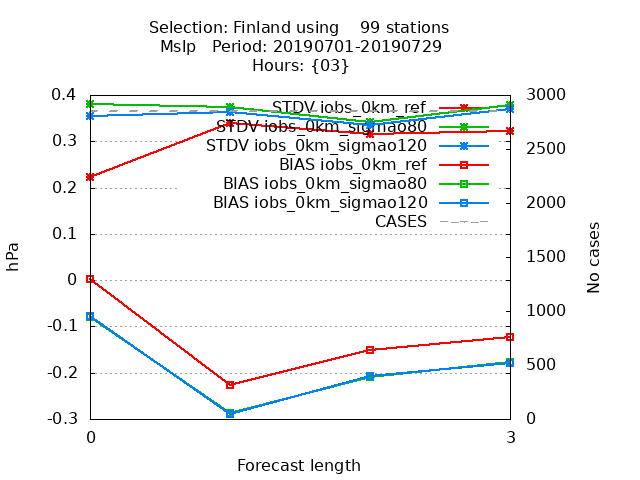 Selection: Finland using 99 stations
Mslp Period: 20190701-20190729
Hours: {03}
0.4
0.3
0.2
0.1
0
-0.1
-0.2
-0.3
hPa
STDV iobs_0km_ref
STDV iobs_0km_sigmao80
STDV iobs_0km_sigmao120
BIAS iobs_0km_ref
BIAS iobs_0km_sigmao80
BIAS iobs_0km_sigmao120
CASES
3000
2500
2000
1500
1000
500
0
No cases
0
3
Forecast length